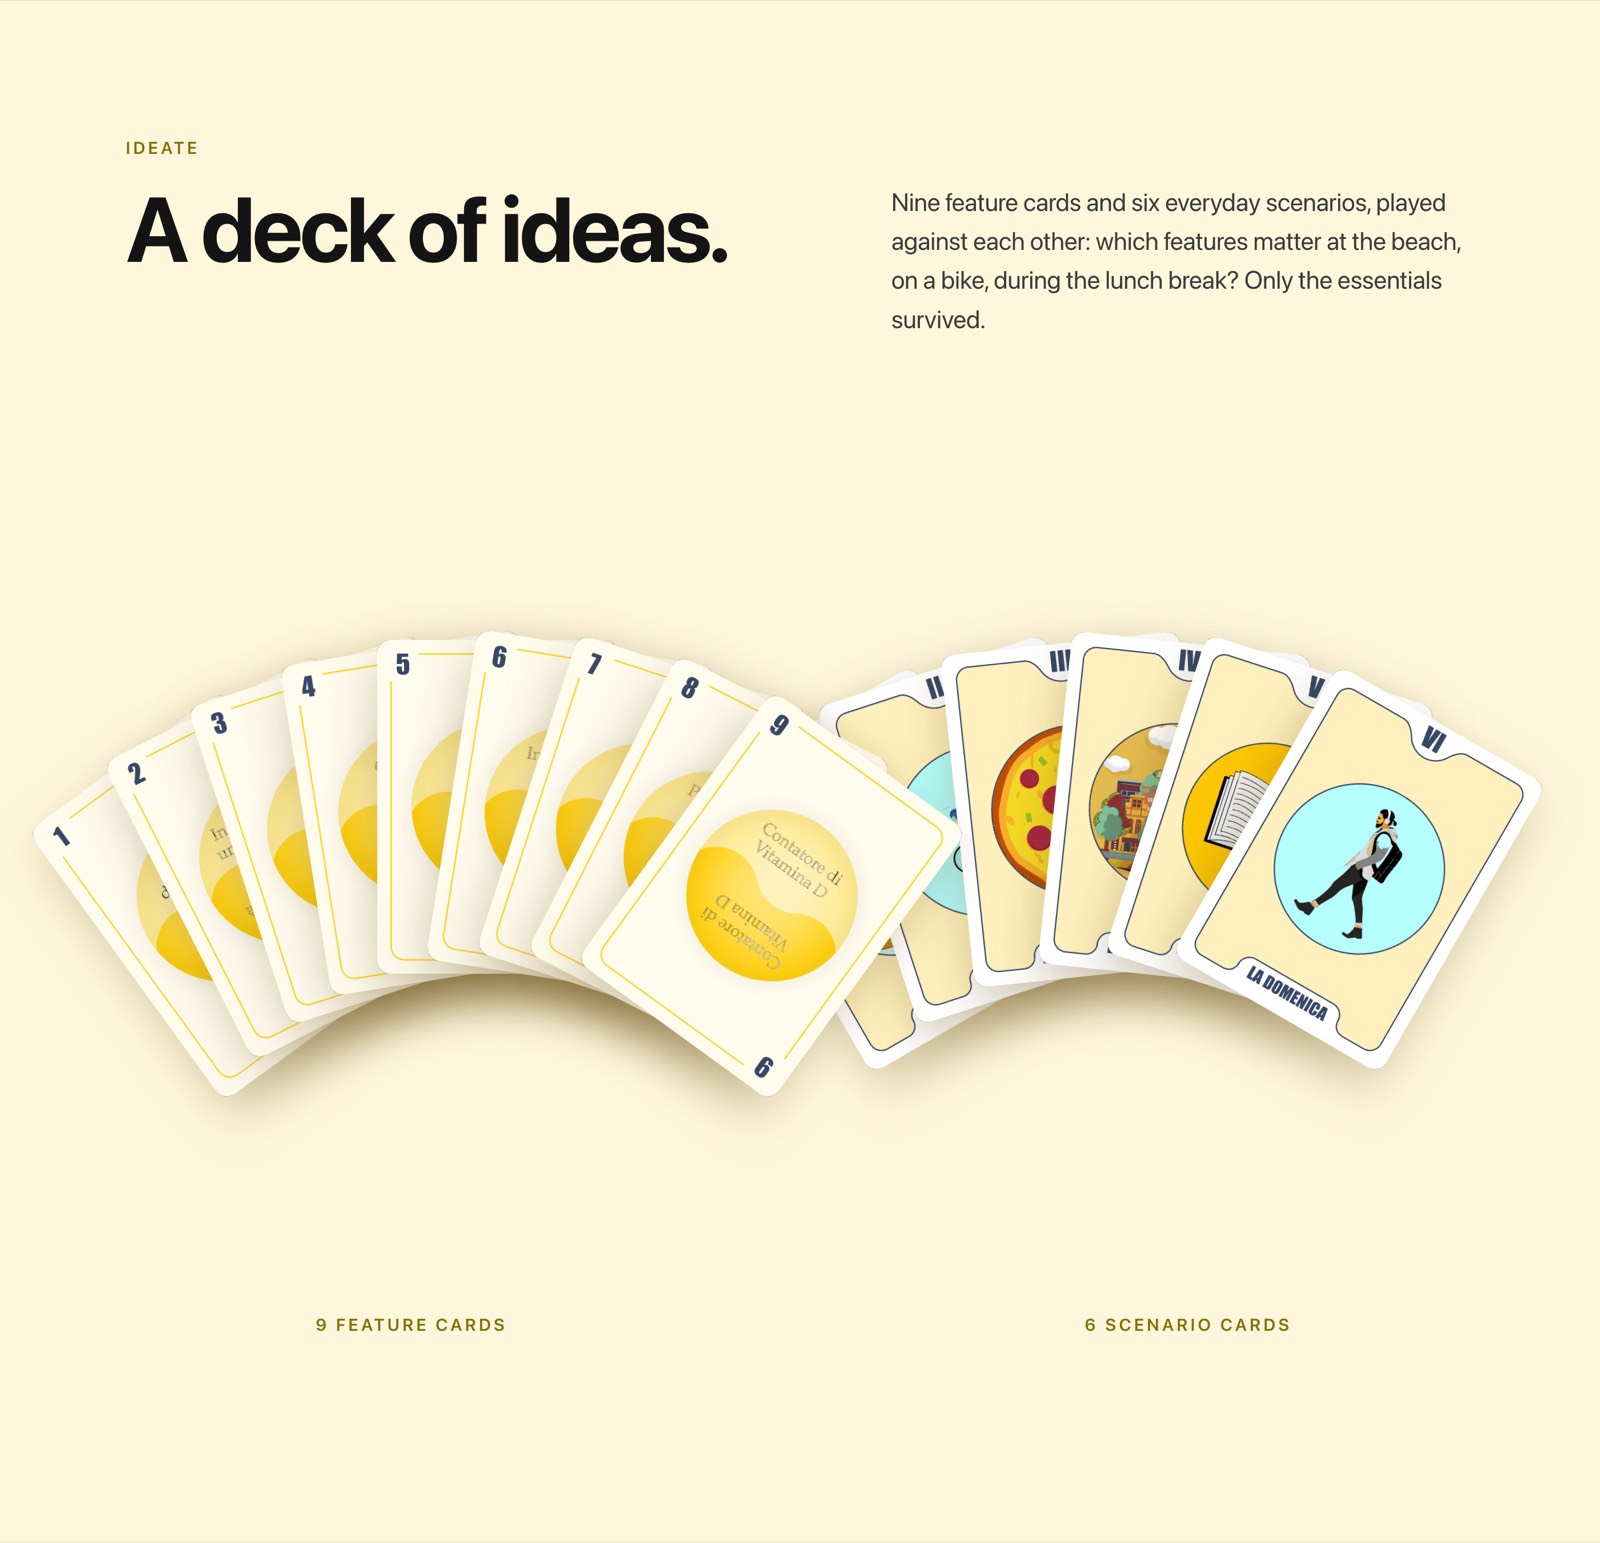 IDEATE
A deck of ideas.
Nine feature cards and six everyday scenarios, played
against each other: which features matter at the beach,
on a bike, during the lunch break? Only the essentials
survived.
1
2
3
4
5
6
7
8
9
Contatore di
Vitamina D
Contatore di
Vitamina D
9
II
III
IV
V
VI
LA DOMENICA
9 FEATURE CARDS
6 SCENARIO CARDS